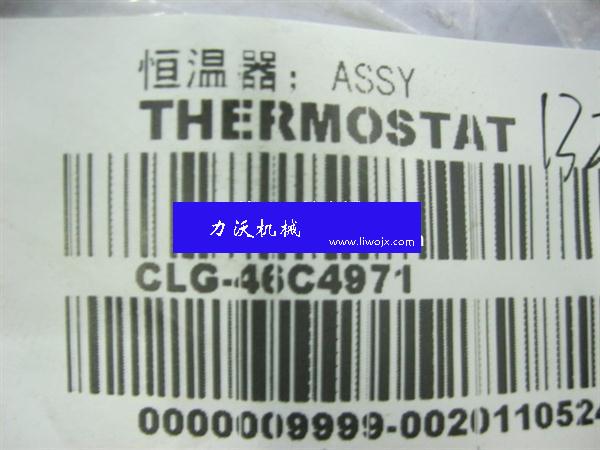 恒温器; ASSY
THERMOSTAT
力沃机械
www.liwojx.com
CLG-46C4971
0000009999-0020110524